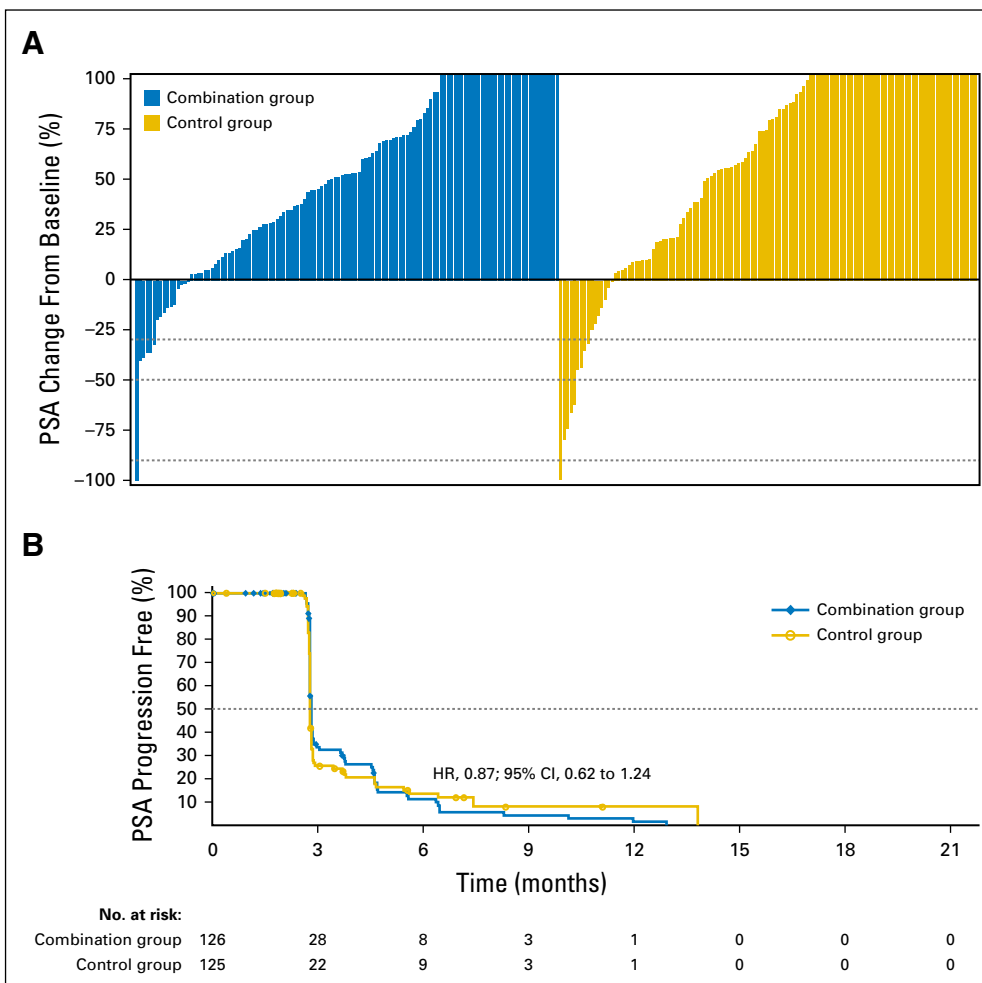 A
PSA Change From Baseline (%)
100
75
50
25
0
−25
−50
−75
−100
Combination group
Control group
B
PSA Progression Free (%)
100
90
80
70
60
50
40
30
20
10
Combination group
Control group
HR, 0.87; 95% CI, 0.62 to 1.24
0 3 6 9 12 15 18 21
Time (months)
No. at risk:
Combination group 126 28 8 3 1 0 0 0
Control group 125 22 9 3 1 0 0 0